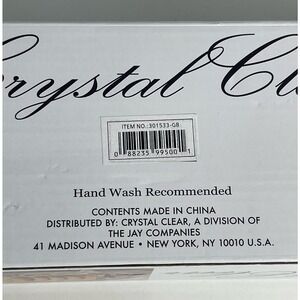 Crystal Cl
ITEM NO.:301533-GB
0 88235 99500 1
Hand Wash Recommended
CONTENTS MADE IN CHINA
DISTRIBUTED BY: CRYSTAL CLEAR, A DIVISION OF
THE JAY COMPANIES
41 MADISON AVENUE • NEW YORK, NY 10010 U.S.A.